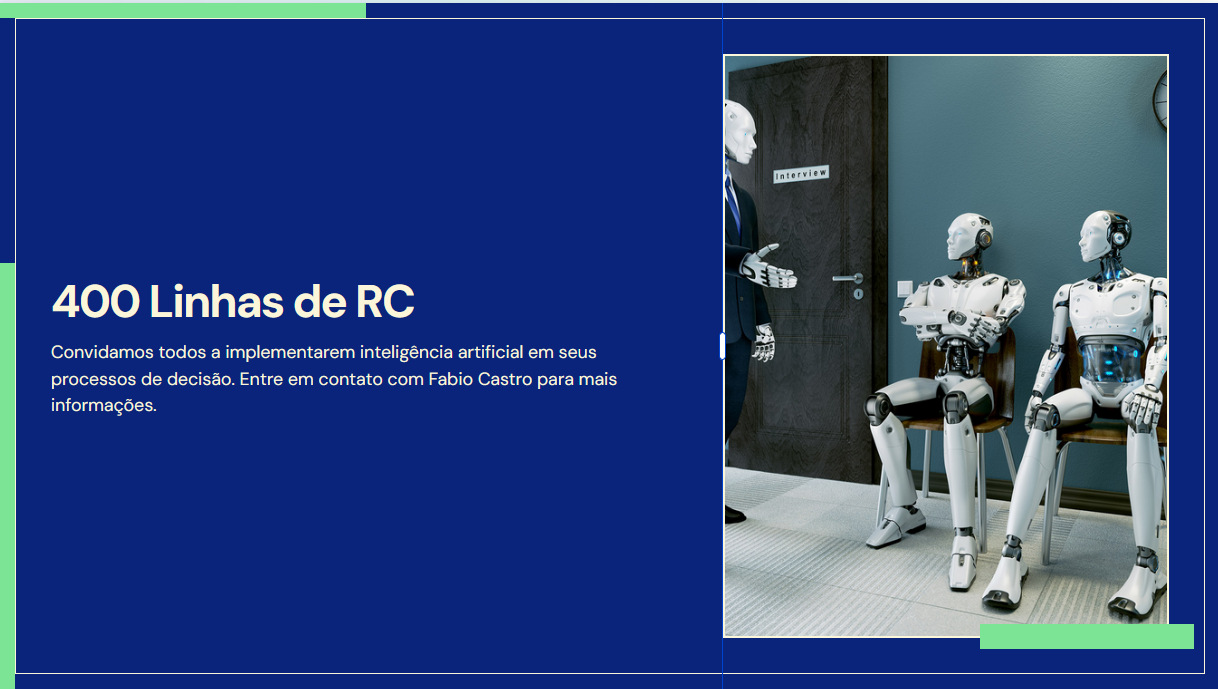 400 Linhas de RC
Convidamos todos a implementarem inteligência artificial em seus
processos de decisão. Entre em contato com Fabio Castro para mais
informações.
Interview